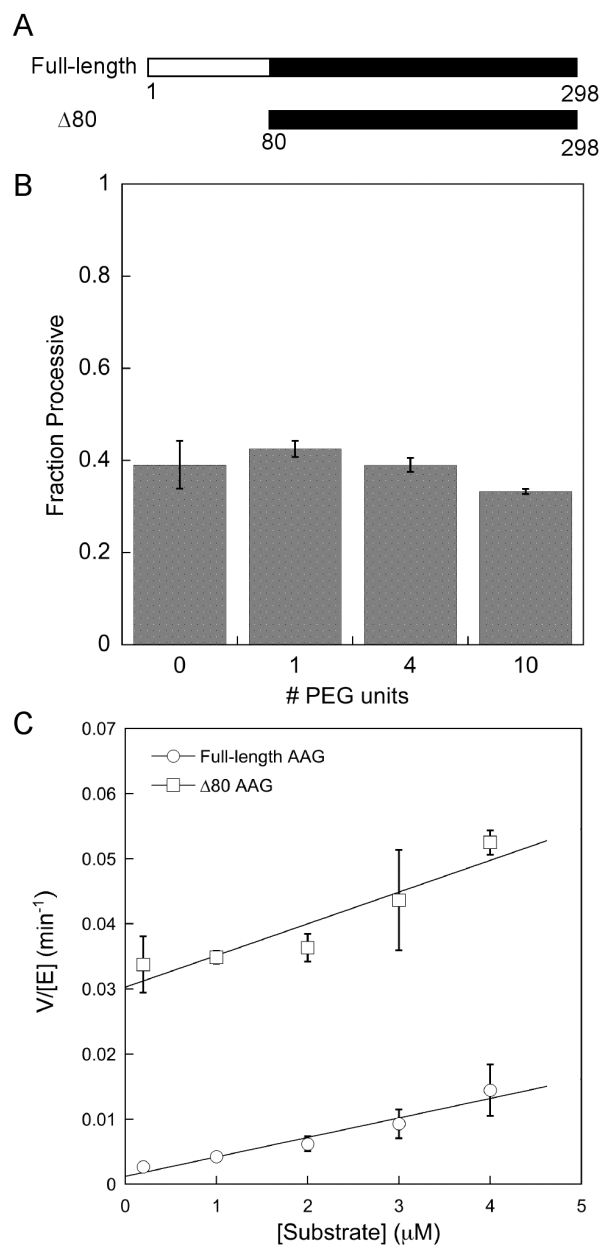 A
Full-length
1 298
Δ80
80 298
B
1
0.8
0.6
0.4
0.2
0
Fraction Processive
0 1 4 10
# PEG units
C
0.07
0.06
0.05
0.04
0.03
0.02
0.01
0
V/[E] (min⁻¹)
Full-length AAG
Δ80 AAG
0 1 2 3 4 5
[Substrate] (μM)